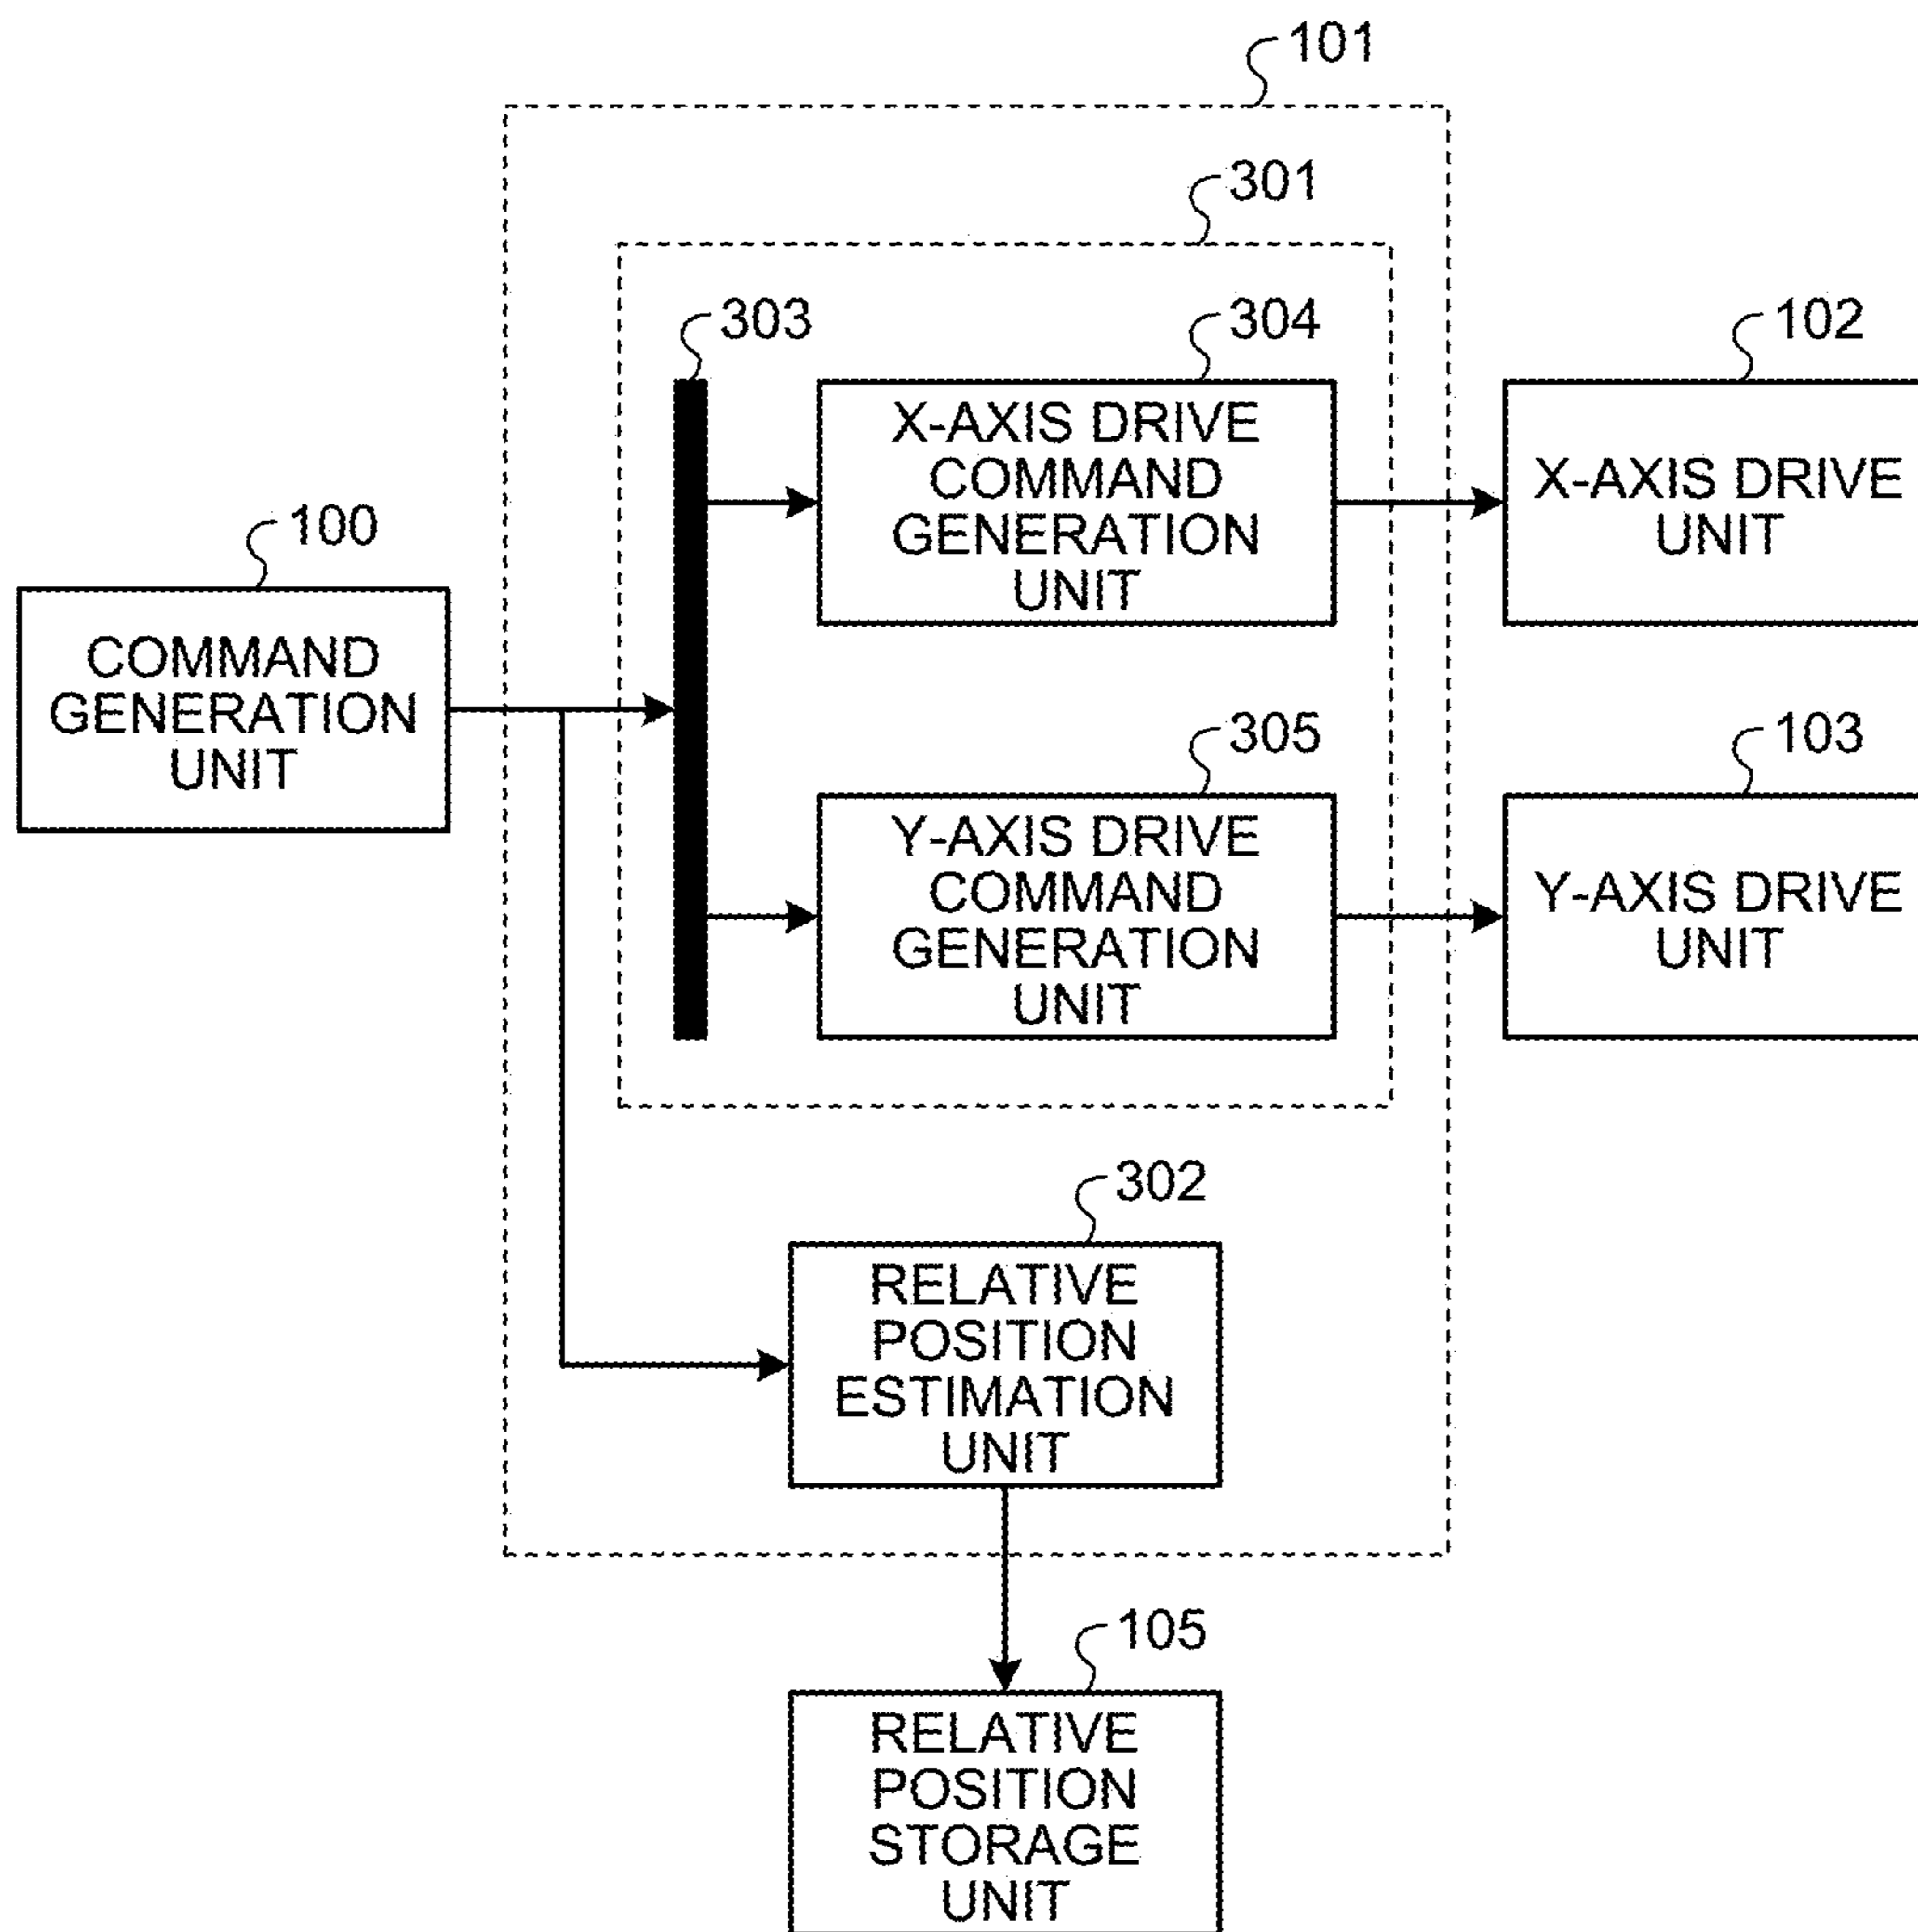 101
301
303
304
102
X-AXIS DRIVE
COMMAND
GENERATION
UNIT
X-AXIS DRIVE
UNIT
100
COMMAND
GENERATION
UNIT
305
103
Y-AXIS DRIVE
COMMAND
GENERATION
UNIT
Y-AXIS DRIVE
UNIT
302
RELATIVE
POSITION
ESTIMATION
UNIT
105
RELATIVE
POSITION
STORAGE
UNIT